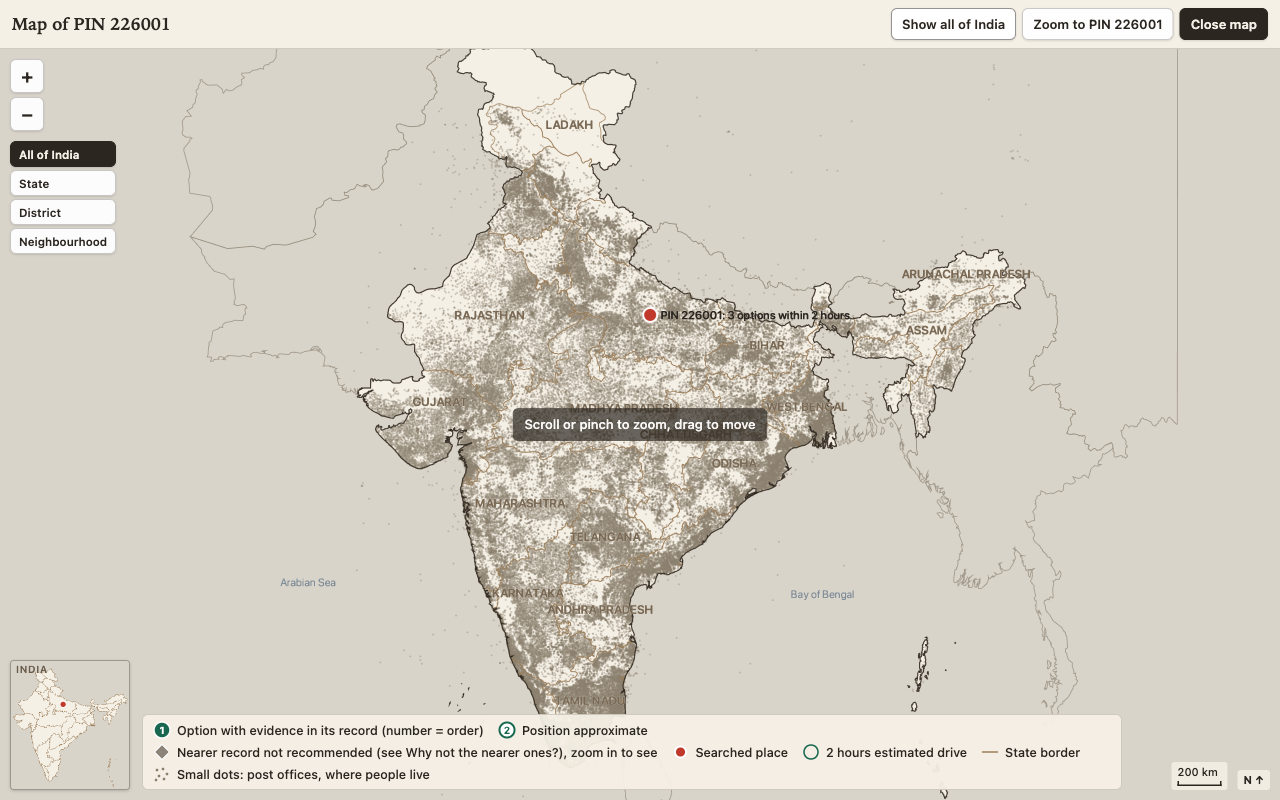 Map of PIN 226001
Show all of India
Zoom to PIN 226001
Close map
+
−
All of India
State
District
Neighbourhood
LADAKH
ARUNACHAL PRADESH
RAJASTHAN
PIN 226001: 3 options within 2 hours
ASSAM
BIHAR
GUJARAT
MADHYA PRADESH
WEST BENGAL
Scroll or pinch to zoom, drag to move
CHHATTISGARH
ODISHA
MAHARASHTRA
TELANGANA
Arabian Sea
KARNATAKA
Bay of Bengal
ANDHRA PRADESH
INDIA
TAMIL NADU
1 Option with evidence in its record (number = order)
2 Position approximate
Nearer record not recommended (see Why not the nearer ones?), zoom in to see
Searched place
2 hours estimated drive
State border
Small dots: post offices, where people live
200 km
N ↑